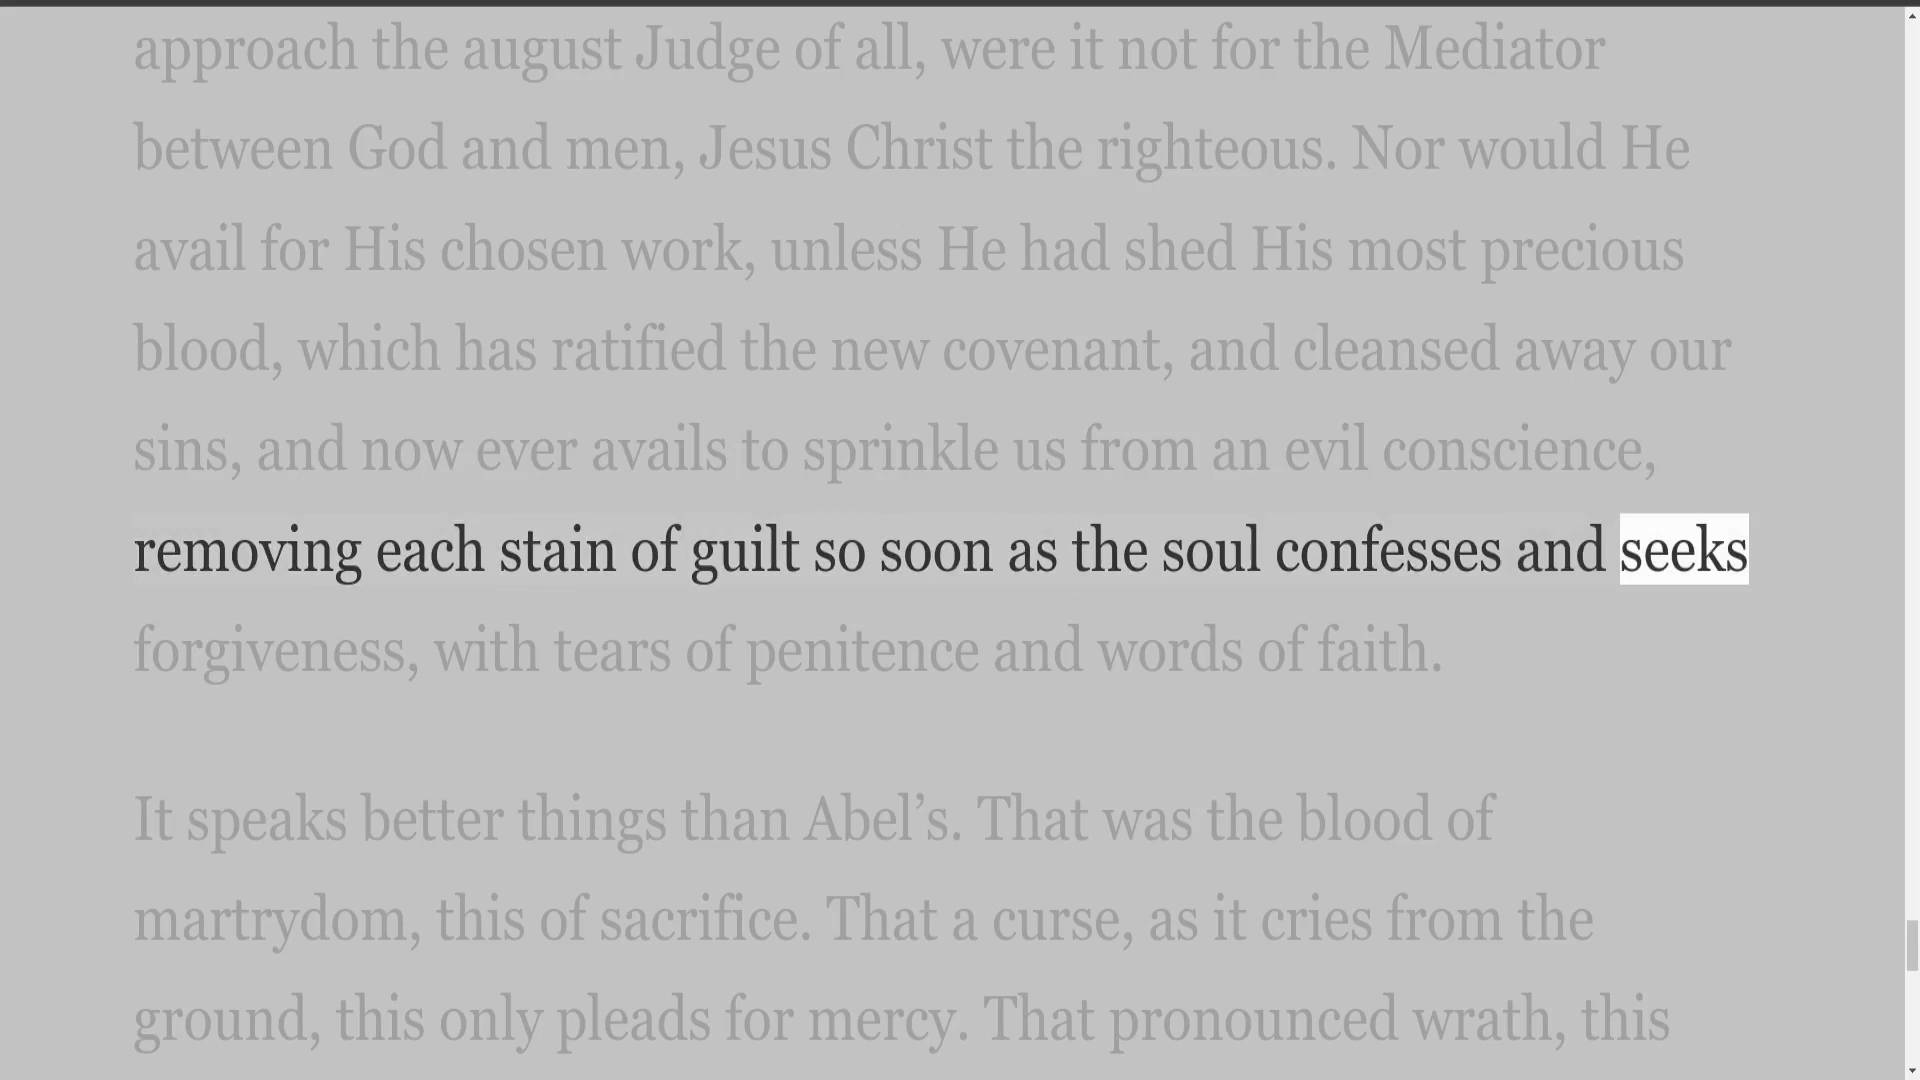 approach the august Judge of all, were it not for the Mediator
between God and men, Jesus Christ the righteous. Nor would He
avail for His chosen work, unless He had shed His most precious
blood, which has ratified the new covenant, and cleansed away our
sins, and now ever avails to sprinkle us from an evil conscience,
removing each stain of guilt so soon as the soul confesses and seeks
forgiveness, with tears of penitence and words of faith.
It speaks better things than Abel’s. That was the blood of
martrydom, this of sacrifice. That a curse, as it cries from the
ground, this only pleads for mercy. That pronounced wrath, this